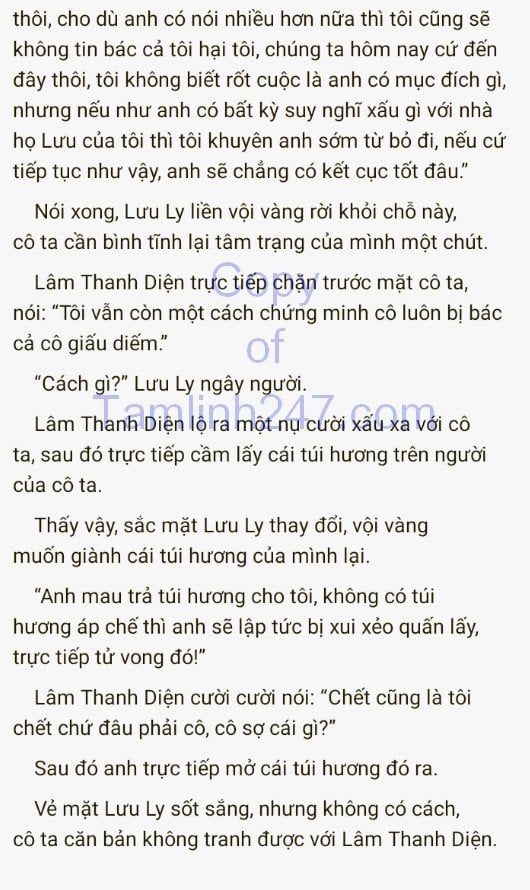 thôi, cho dù anh có nói nhiều hơn nữa thì tôi cũng sẽ
không tin bác cả tôi hại tôi, chúng ta hôm nay cứ đến
đây thôi, tôi không biết rốt cuộc là anh có mục đích gì,
nhưng nếu như anh có bất kỳ suy nghĩ xấu gì với nhà
họ Lưu của tôi thì tôi khuyên anh sớm từ bỏ đi, nếu cứ
tiếp tục như vậy, anh sẽ chẳng có kết cục tốt đâu.”
Nói xong, Lưu Ly liền vội vàng rời khỏi chỗ này,
cô ta cần bình tĩnh lại tâm trạng của mình một chút.
Lâm Thanh Diện trực tiếp chặn trước mặt cô ta,
nói: “Tôi vẫn còn một cách chứng minh cô luôn bị bác
cả cô giấu diếm.”
“Cách gì?” Lưu Ly ngây người.
Lâm Thanh Diện lộ ra một nụ cười xấu xa với cô
ta, sau đó trực tiếp cầm lấy cái túi hương trên người
của cô ta.
Thấy vậy, sắc mặt Lưu Ly thay đổi, vội vàng
muốn giành cái túi hương của mình lại.
“Anh mau trả túi hương cho tôi, không có túi
hương áp chế thì anh sẽ lập tức bị xui xẻo quấn lấy,
trực tiếp tử vong đó!”
Lâm Thanh Diện cười cười nói: “Chết cũng là tôi
chết chứ đâu phải cô, cô sợ cái gì?”
Sau đó anh trực tiếp mở cái túi hương đó ra.
Vẻ mặt Lưu Ly sốt sắng, nhưng không có cách,
cô ta căn bản không tranh được với Lâm Thanh Diện.
Copy
of
Tamlinh247.com